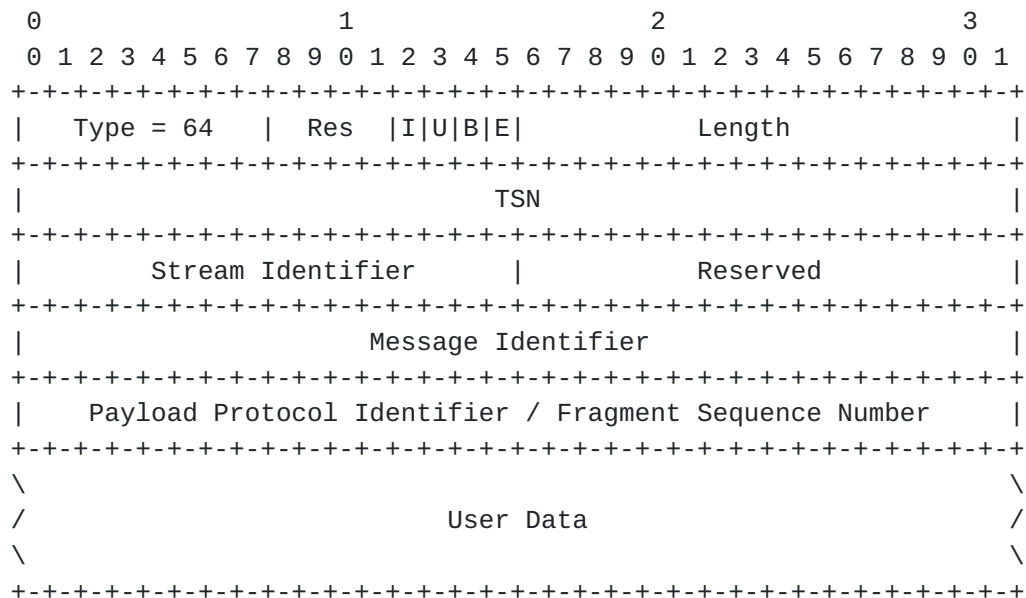 0                   1                   2                   3
 0 1 2 3 4 5 6 7 8 9 0 1 2 3 4 5 6 7 8 9 0 1 2 3 4 5 6 7 8 9 0 1
+-+-+-+-+-+-+-+-+-+-+-+-+-+-+-+-+-+-+-+-+-+-+-+-+-+-+-+-+-+-+-+-+
|   Type = 64   |  Res  |I|U|B|E|           Length              |
+-+-+-+-+-+-+-+-+-+-+-+-+-+-+-+-+-+-+-+-+-+-+-+-+-+-+-+-+-+-+-+-+
|                              TSN                              |
+-+-+-+-+-+-+-+-+-+-+-+-+-+-+-+-+-+-+-+-+-+-+-+-+-+-+-+-+-+-+-+-+
|        Stream Identifier      |           Reserved            |
+-+-+-+-+-+-+-+-+-+-+-+-+-+-+-+-+-+-+-+-+-+-+-+-+-+-+-+-+-+-+-+-+
|                      Message Identifier                       |
+-+-+-+-+-+-+-+-+-+-+-+-+-+-+-+-+-+-+-+-+-+-+-+-+-+-+-+-+-+-+-+-+
|    Payload Protocol Identifier / Fragment Sequence Number     |
+-+-+-+-+-+-+-+-+-+-+-+-+-+-+-+-+-+-+-+-+-+-+-+-+-+-+-+-+-+-+-+-+
\                                                               \
/                           User Data                           /
\                                                               \
+-+-+-+-+-+-+-+-+-+-+-+-+-+-+-+-+-+-+-+-+-+-+-+-+-+-+-+-+-+-+-+-+